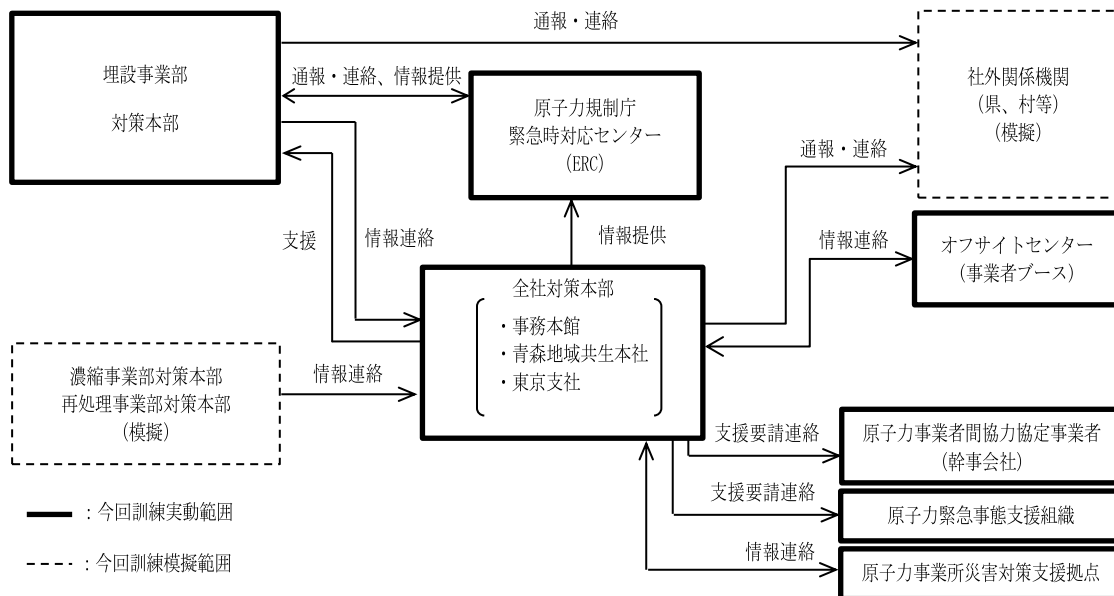 通報・連絡
埋設事業部
対策本部
通報・連絡、情報提供
原子力規制庁
緊急時対応センター
(ERC)
社外関係機関
(県、村等)
(模擬)
通報・連絡
支援
情報連絡
情報提供
情報連絡
オフサイトセンター
(事業者ブース)
全社対策本部
・事務本館
・青森地域共生本社
・東京支社
濃縮事業部対策本部
再処理事業部対策本部
(模擬)
情報連絡
支援要請連絡
原子力事業者間協力協定事業者
(幹事会社)
支援要請連絡
原子力緊急事態支援組織
情報連絡
原子力事業所災害対策支援拠点
：今回訓練実動範囲
：今回訓練模擬範囲